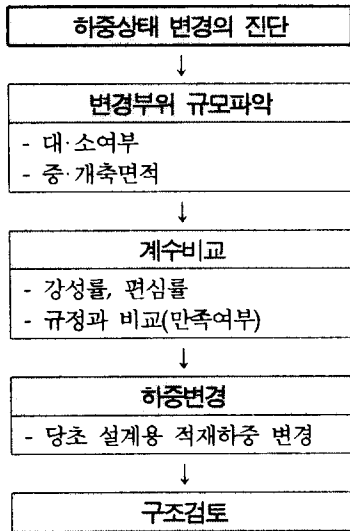 하중상태 변경의 진단
↓
변경부위 규모파악
- 대·소여부
- 중·개축면적
↓
계수비교
- 강성률, 편심률
- 규정과 비교(만족여부)
↓
하중변경
- 당초 설계용 적재하중 변경
↓
구조검토